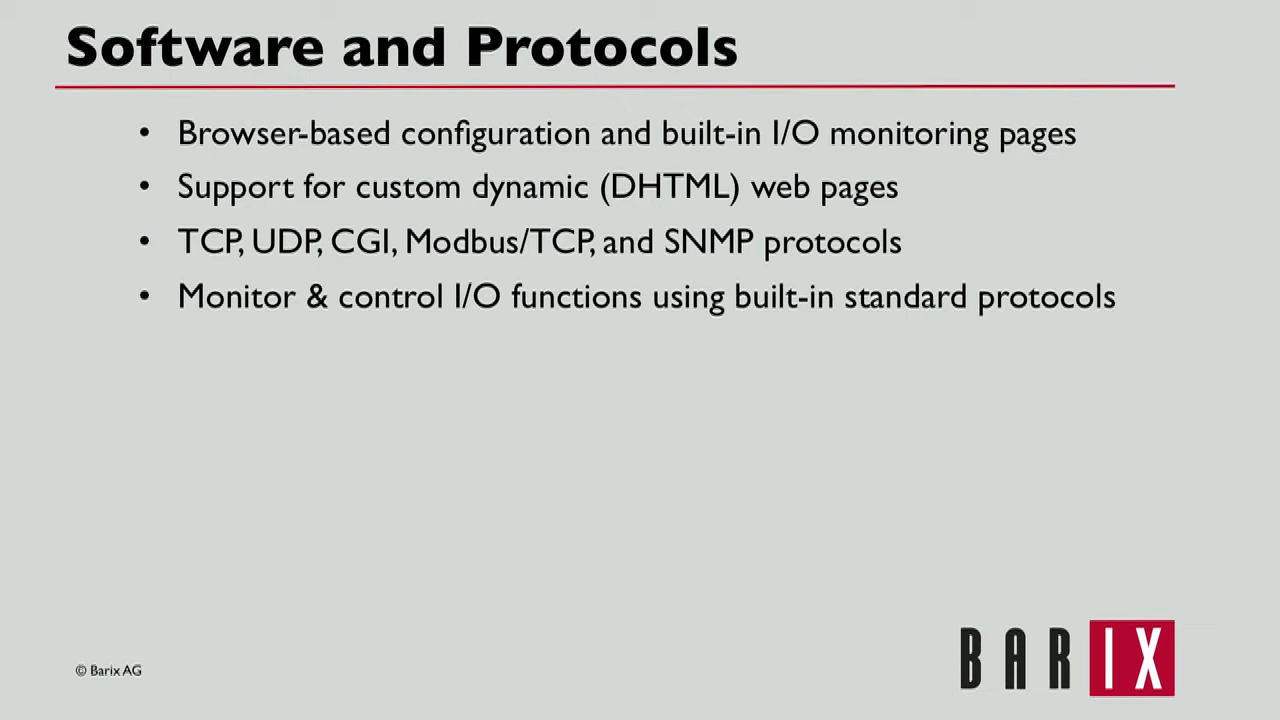 Software and Protocols
• Browser-based configuration and built-in I/O monitoring pages
• Support for custom dynamic (DHTML) web pages
• TCP, UDP, CGI, Modbus/TCP, and SNMP protocols
• Monitor & control I/O functions using built-in standard protocols
© Barix AG
BARIX